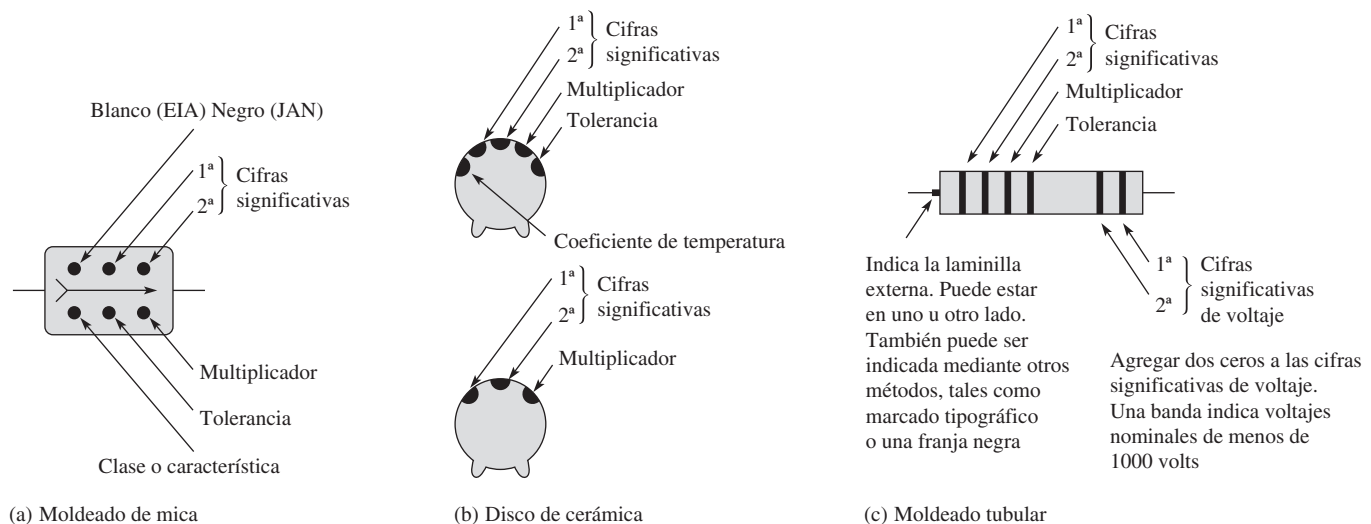 Blanco (EIA) Negro (JAN)
1ª
2ª
Cifras
significativas
Multiplicador
Tolerancia
Clase o característica
(a) Moldeado de mica
1ª
2ª
Cifras
significativas
Multiplicador
Tolerancia
Coeficiente de temperatura
1ª
2ª
Cifras
significativas
Multiplicador
(b) Disco de cerámica
1ª
2ª
Cifras
significativas
Multiplicador
Tolerancia
Indica la laminilla
externa. Puede estar
en uno u otro lado.
También puede ser
indicada mediante otros
métodos, tales como
marcado tipográfico
o una franja negra
1ª
2ª
Cifras
significativas
de voltaje
Agregar dos ceros a las cifras
significativas de voltaje.
Una banda indica voltajes
nominales de menos de
1000 volts
(c) Moldeado tubular